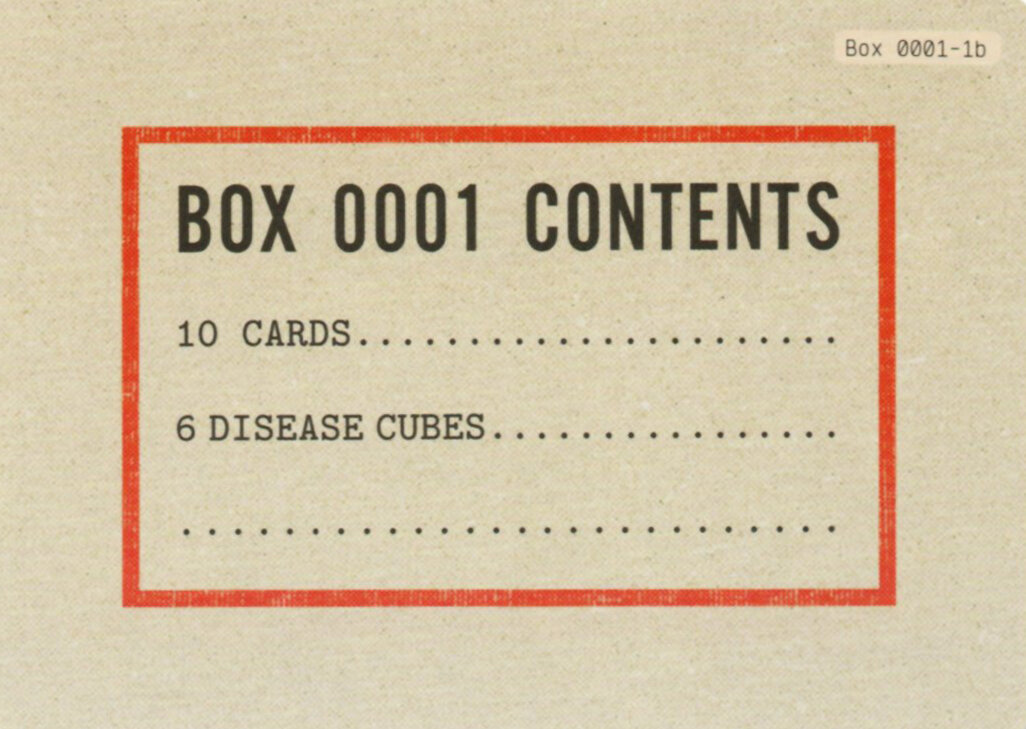 Box 0001-1b
BOX 0001 CONTENTS
10 CARDS.......................
6 DISEASE CUBES................
..........................